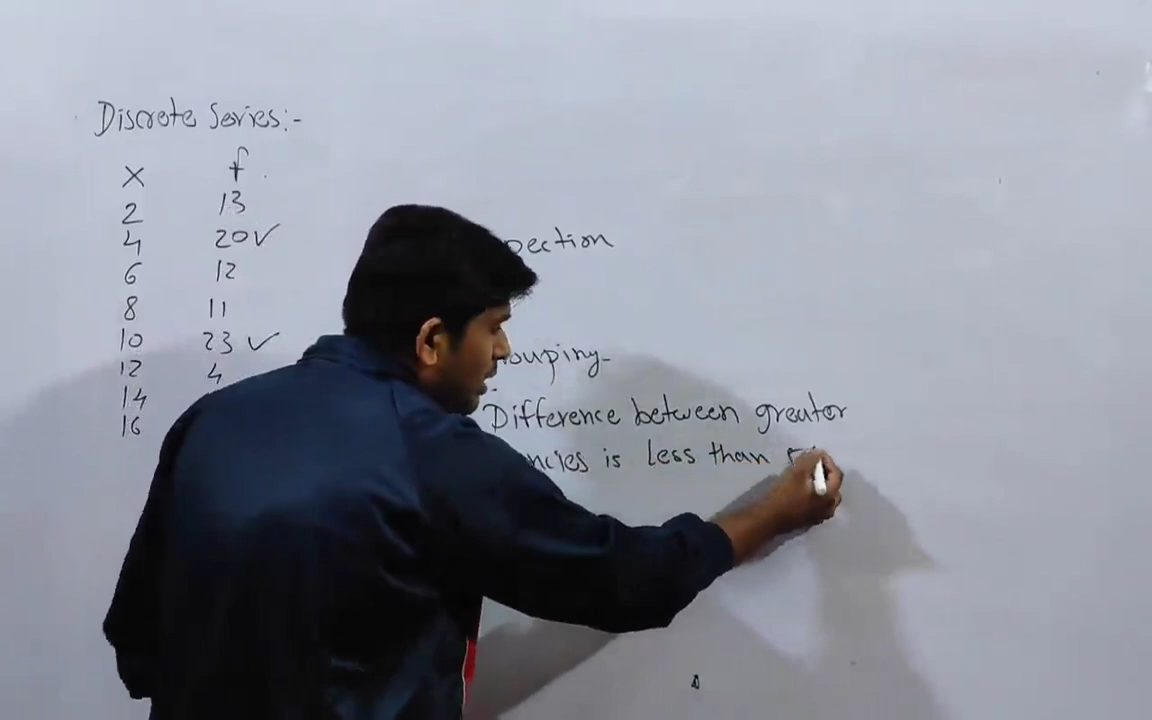 Discrete Series:-
X f
2 13
4 20✓
6 12
8 11
10 23 ✓
12 4
14
16
pection
ouping-
Difference between greater
ncies is less than